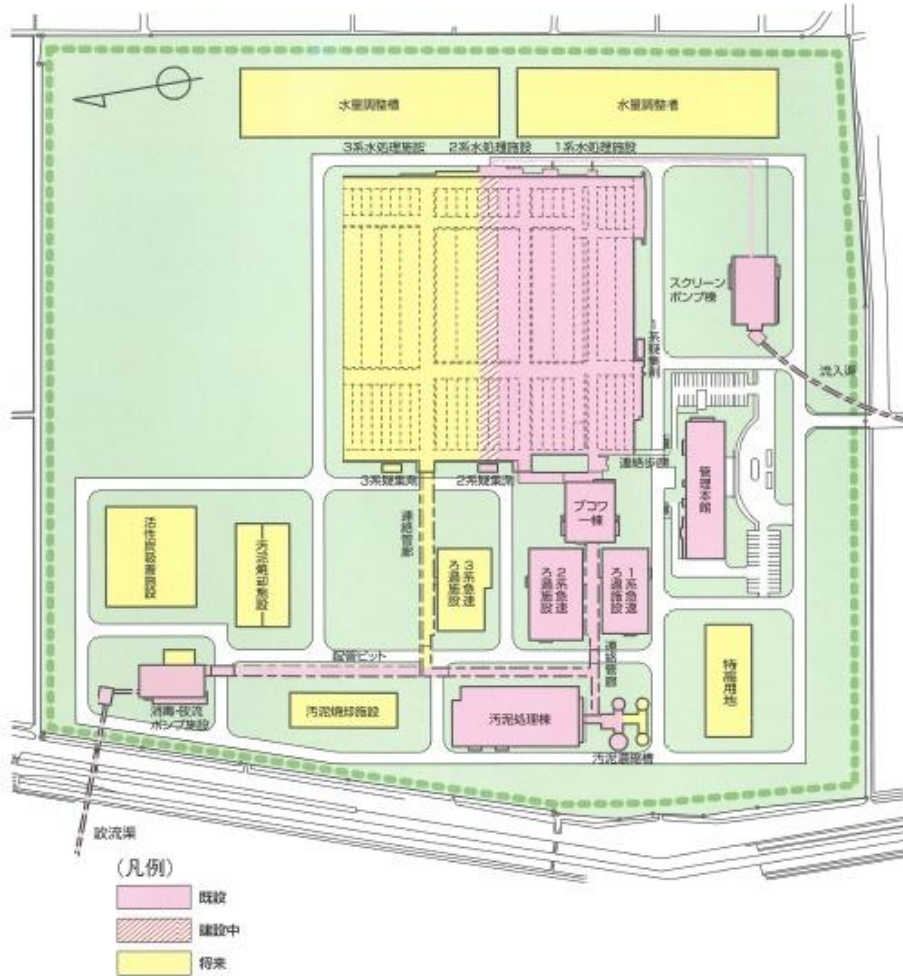 水量調整槽
水量調整槽
3系水処理施設
2系水処理施設
1系水処理施設
スクリーン
ポンプ棟
流入渠
1系凝集剤
連絡歩廊
管理本館
3系凝集剤
2系凝集剤
ブロワ
ー棟
連絡管廊
活性炭吸着施設
汚泥焼却施設
3系急速
ろ過施設
2系急速
ろ過施設
1系急速
ろ過施設
配管ピット
連絡管廊
特高用地
消毒・放流
ポンプ施設
汚泥焼却施設
汚泥処理棟
汚泥濃縮槽
放流渠
(凡例)
既設
建設中
将来